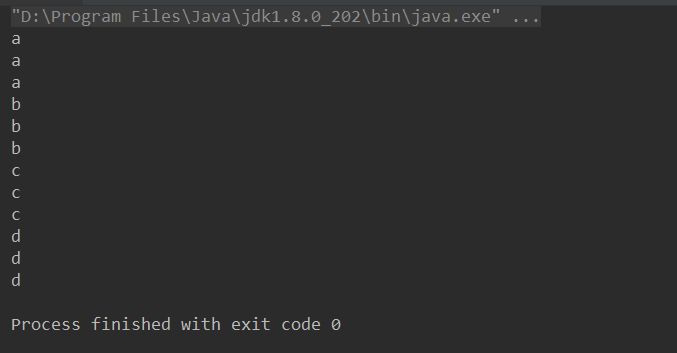 "D:\Program Files\Java\jdk1.8.0_202\bin\java.exe" ...
a
a
a
b
b
b
c
c
c
d
d
d
Process finished with exit code 0